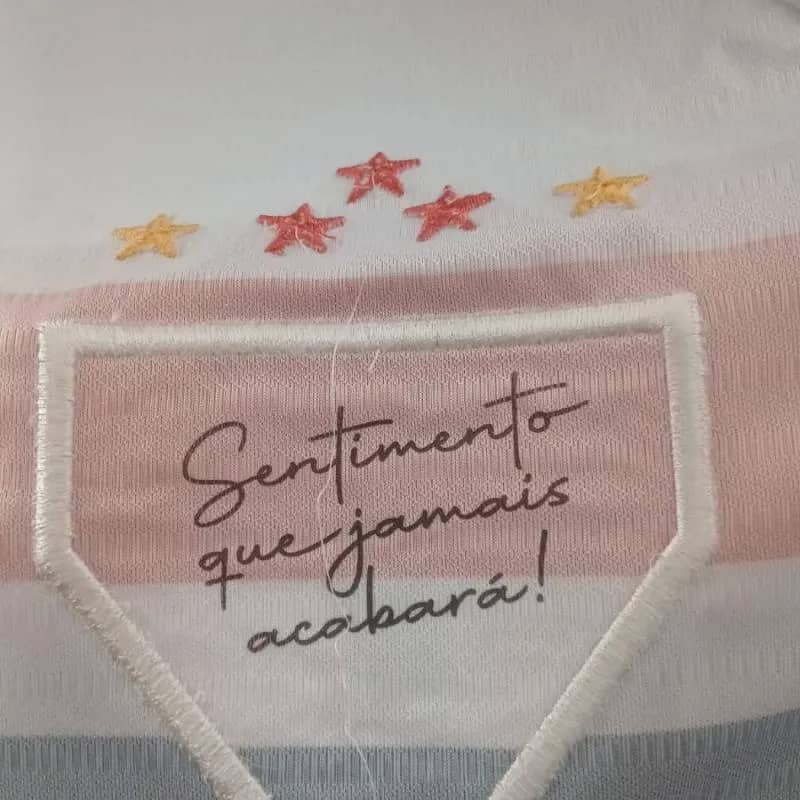 Sentimento
que jamais
acabará!